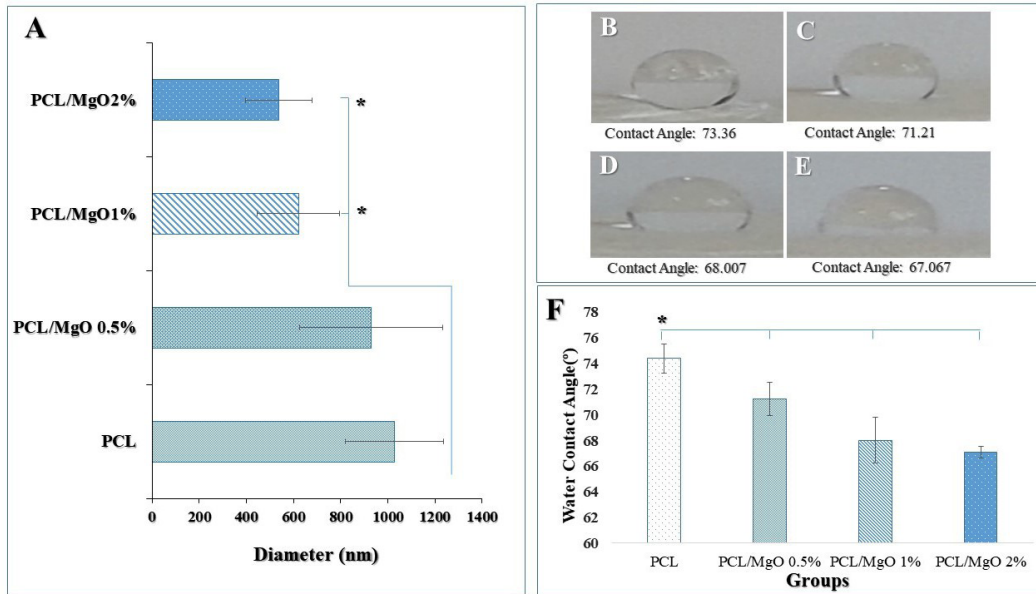 A
PCL/MgO2%
*
PCL/MgO1%
*
PCL/MgO 0.5%
PCL
0 200 400 600 800 1000 1200 1400
Diameter (nm)
B
Contact Angle: 73.36
C
Contact Angle: 71.21
D
Contact Angle: 68.007
E
Contact Angle: 67.067
F
*
Water Contact Angle(º)
78
76
74
72
70
68
66
64
62
60
PCL PCL/MgO 0.5% PCL/MgO 1% PCL/MgO 2%
Groups